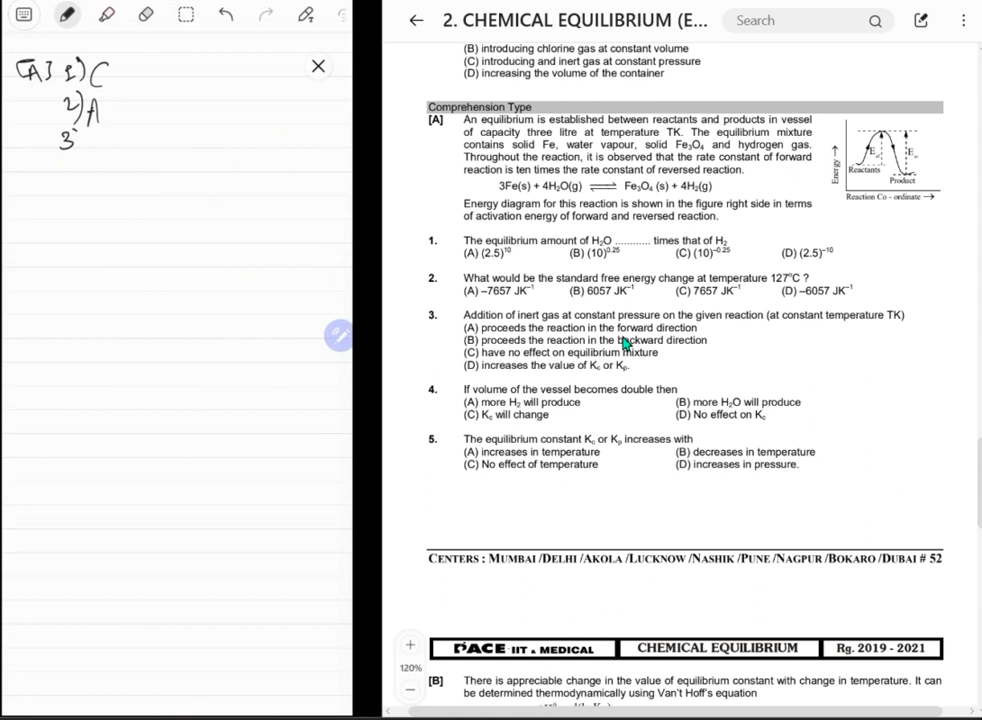 2. CHEMICAL EQUILIBRIUM (E...
Search
[A] 1) C
2) A
3
(B) introducing chlorine gas at constant volume
(C) introducing and inert gas at constant pressure
(D) increasing the volume of the container
Comprehension Type
[A] An equilibrium is established between reactants and products in vessel
of capacity three litre at temperature TK. The equilibrium mixture
contains solid Fe, water vapour, solid Fe₃O₄ and hydrogen gas.
Throughout the reaction, it is observed that the rate constant of forward
reaction is ten times the rate constant of reversed reaction.
3Fe(s) + 4H₂O(g) ⇌ Fe₃O₄ (s) + 4H₂(g)
Energy diagram for this reaction is shown in the figure right side in terms
of activation energy of forward and reversed reaction.
Energy →
Reactants
Product
Reaction Co - ordinate →
1. The equilibrium amount of H₂O ............ times that of H₂
(A) (2.5)¹⁰ (B) (10)⁰·²⁵ (C) (10)⁻⁰·²⁵ (D) (2.5)⁻¹⁰
2. What would be the standard free energy change at temperature 127°C ?
(A) –7657 JK⁻¹ (B) 6057 JK⁻¹ (C) 7657 JK⁻¹ (D) –6057 JK⁻¹
3. Addition of inert gas at constant pressure on the given reaction (at constant temperature TK)
(A) proceeds the reaction in the forward direction
(B) proceeds the reaction in the backward direction
(C) have no effect on equilibrium mixture
(D) increases the value of Kc or Kp.
4. If volume of the vessel becomes double then
(A) more H₂ will produce (B) more H₂O will produce
(C) Kc will change (D) No effect on Kc
5. The equilibrium constant Kc or Kp increases with
(A) increases in temperature (B) decreases in temperature
(C) No effect of temperature (D) increases in pressure.
CENTERS : MUMBAI /DELHI /AKOLA /LUCKNOW /NASHIK /PUNE /NAGPUR /BOKARO /DUBAI # 52
PACE IIT & MEDICAL CHEMICAL EQUILIBRIUM Rg. 2019 - 2021
120%
[B] There is appreciable change in the value of equilibrium constant with change in temperature. It can
be determined thermodynamically using Van't Hoff's equation